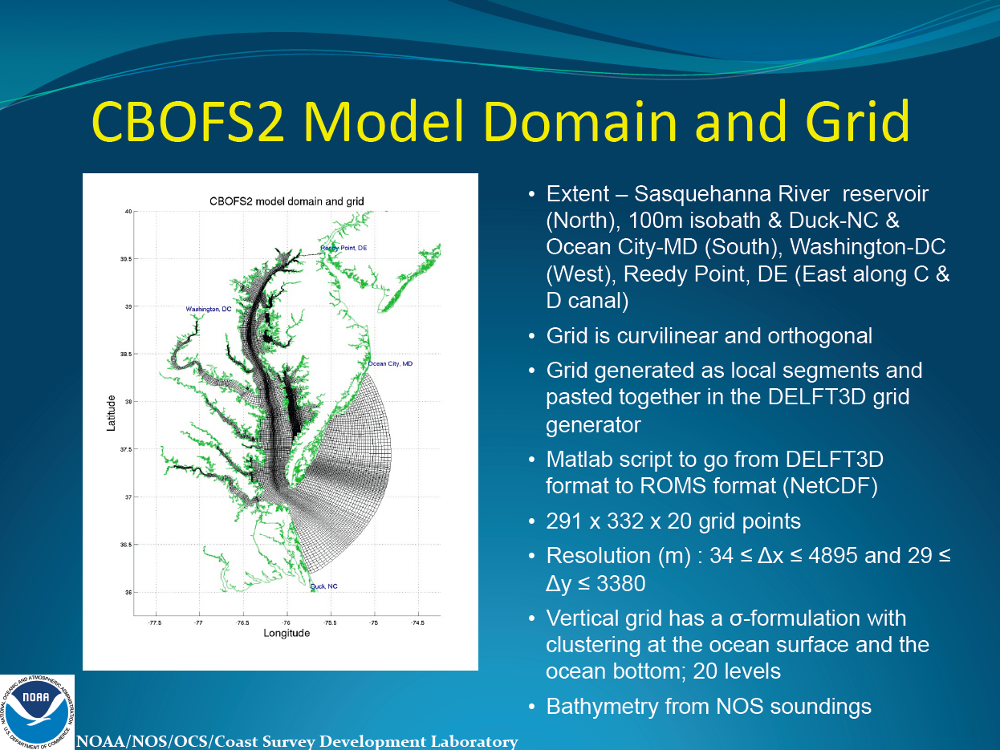 CBOFS2 Model Domain and Grid
CBOFS2 model domain and grid
40
39.5
39
38.5
38
37.5
37
36.5
36
Latitude
-77.5
-77
-76.5
-76
-75.5
-75
-74.5
Longitude
Reedy Point, DE
Washington, DC
Ocean City, MD
Duck, NC
• Extent – Sasquehanna River reservoir
(North), 100m isobath & Duck-NC &
Ocean City-MD (South), Washington-DC
(West), Reedy Point, DE (East along C &
D canal)
• Grid is curvilinear and orthogonal
• Grid generated as local segments and
pasted together in the DELFT3D grid
generator
• Matlab script to go from DELFT3D
format to ROMS format (NetCDF)
• 291 x 332 x 20 grid points
• Resolution (m) : 34 ≤ Δx ≤ 4895 and 29 ≤
Δy ≤ 3380
• Vertical grid has a σ-formulation with
clustering at the ocean surface and the
ocean bottom; 20 levels
• Bathymetry from NOS soundings
NATIONAL OCEANIC AND ATMOSPHERIC ADMINISTRATION
NOAA
U.S. DEPARTMENT OF COMMERCE
NOAA/NOS/OCS/Coast Survey Development Laboratory